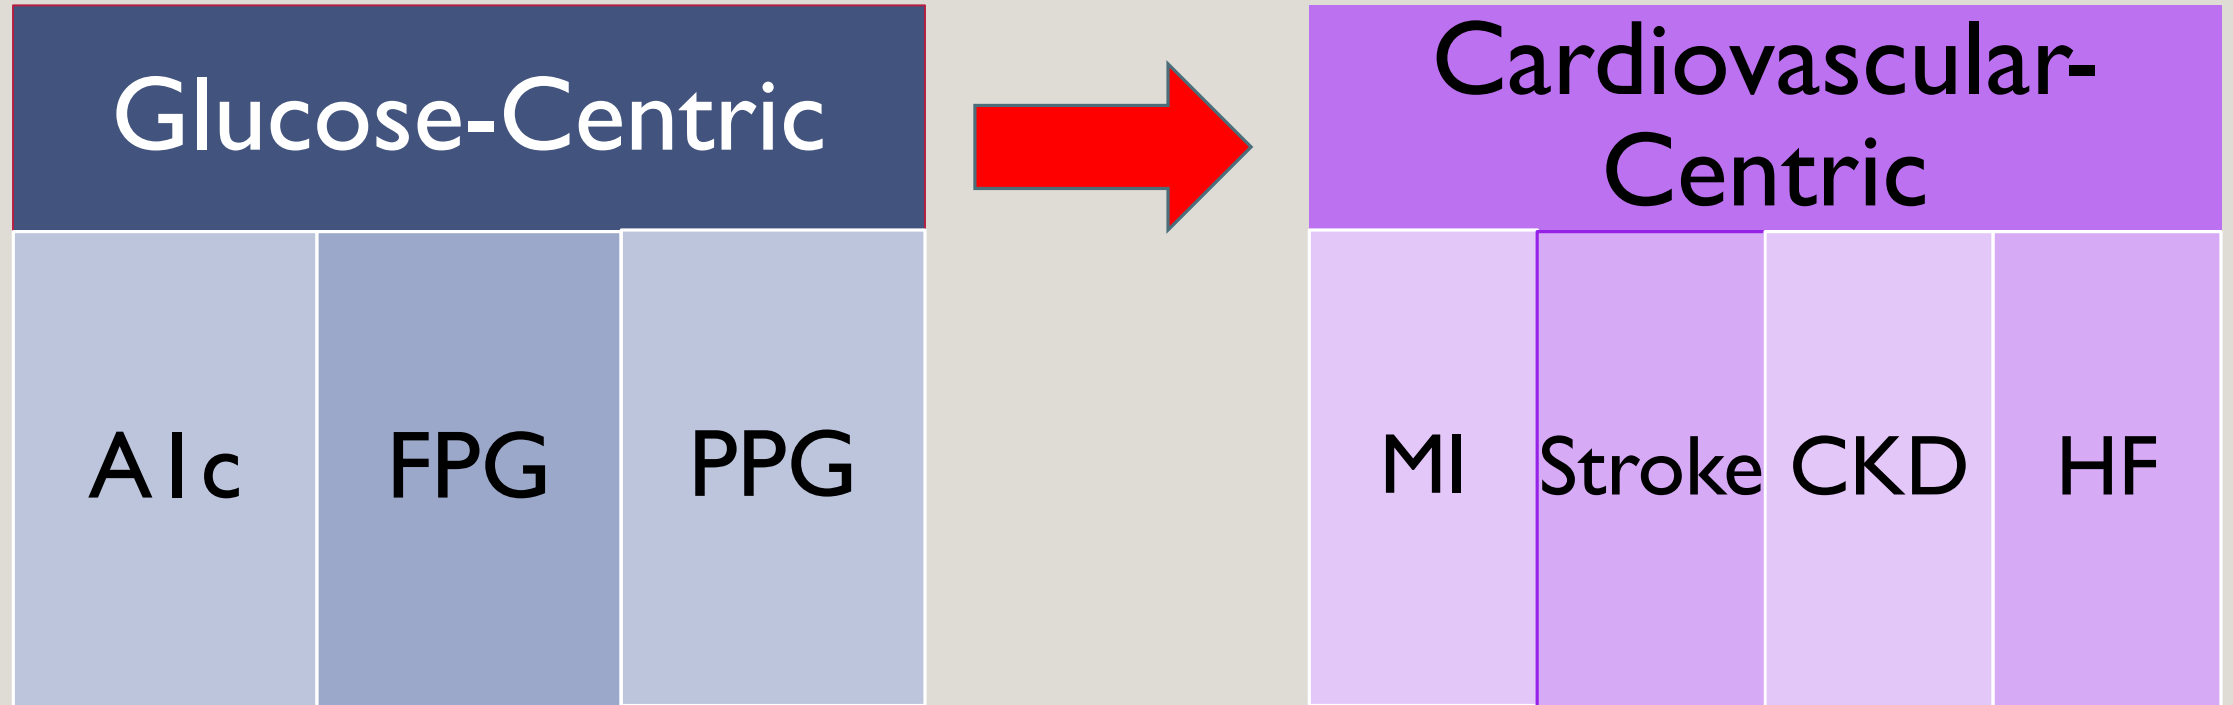 Glucose-Centric
A1c
FPG
PPG
Cardiovascular-
Centric
MI
Stroke
CKD
HF